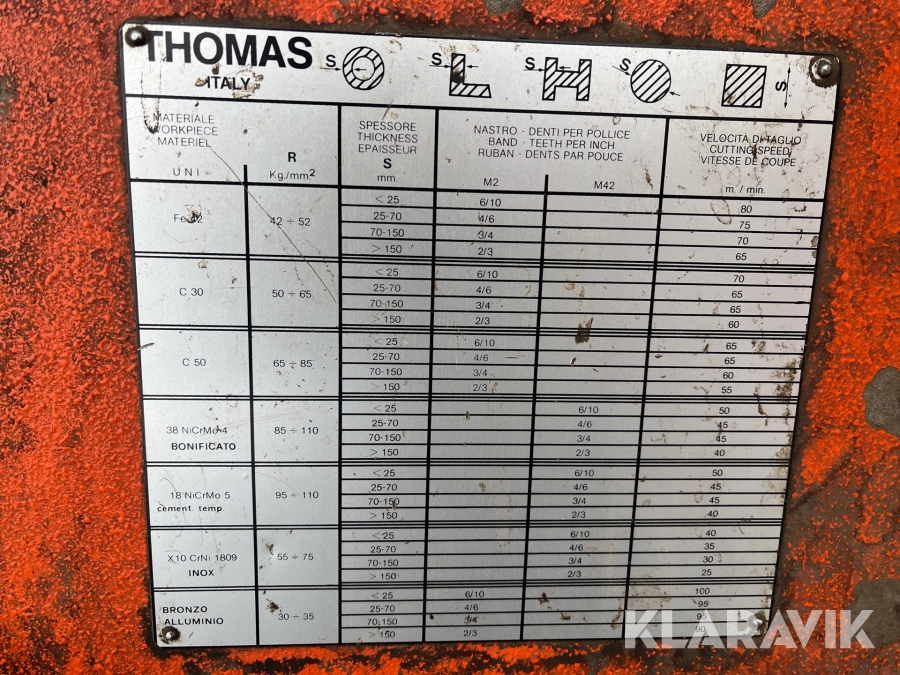 THOMAS
ITALY
S S S S S
MATERIALE
WORKPIECE
MATERIEL
UNI
R
Kg./mm²
SPESSORE
THICKNESS
EPAISSEUR
S
mm.
NASTRO - DENTI PER POLLICE
BAND - TEETH PER INCH
RUBAN - DENTS PAR POUCE
M2 M42
VELOCITÀ DI TAGLIO
CUTTING SPEED
VITESSE DE COUPE
m. / min.
Fe 42 42 ÷ 52
< 25 6/10 80
25-70 4/6 75
70-150 3/4 70
> 150 2/3 65
C 30 50 ÷ 65
< 25 6/10 70
25-70 4/6 65
70-150 3/4 65
> 150 2/3 60
C 50 65 ÷ 85
< 25 6/10 65
25-70 4/6 65
70-150 3/4 60
> 150 2/3 55
38 NiCrMo 4 85 ÷ 110
BONIFICATO
< 25 6/10 50
25-70 4/6 45
70-150 3/4 45
> 150 2/3 40
18 NiCrMo 5 95 ÷ 110
cement. temp.
< 25 6/10 50
25-70 4/6 45
70-150 3/4 45
> 150 2/3 40
X10 CrNi 1809 55 ÷ 75
INOX
< 25 6/10 40
25-70 4/6 35
70-150 3/4 30
> 150 2/3 25
BRONZO
ALLUMINIO 30 ÷ 35
< 25 6/10 100
25-70 4/6 95
70-150 3/4 95
> 150 2/3 90
KLARAVIK